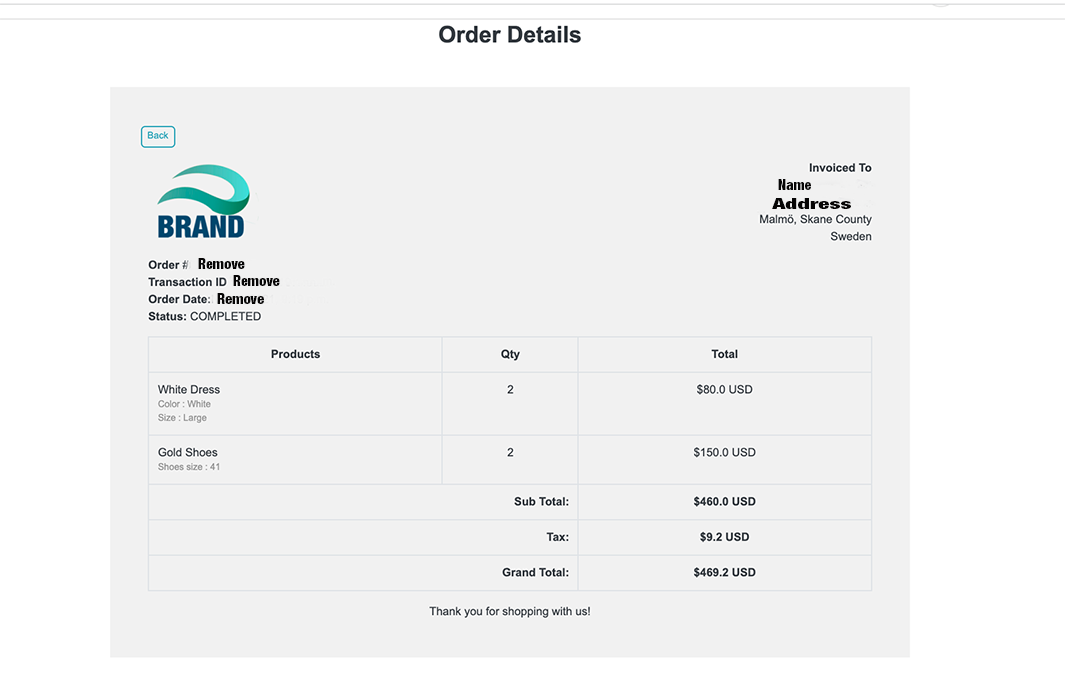 Order Details
Back
BRAND
Invoiced To
Name
Address
Malmö, Skane County
Sweden
Order # Remove
Transaction ID Remove
Order Date: Remove
Status: COMPLETED
Products Qty Total
White Dress 2 $80.0 USD
Color : White
Size : Large
Gold Shoes 2 $150.0 USD
Shoes size : 41
Sub Total: $460.0 USD
Tax: $9.2 USD
Grand Total: $469.2 USD
Thank you for shopping with us!